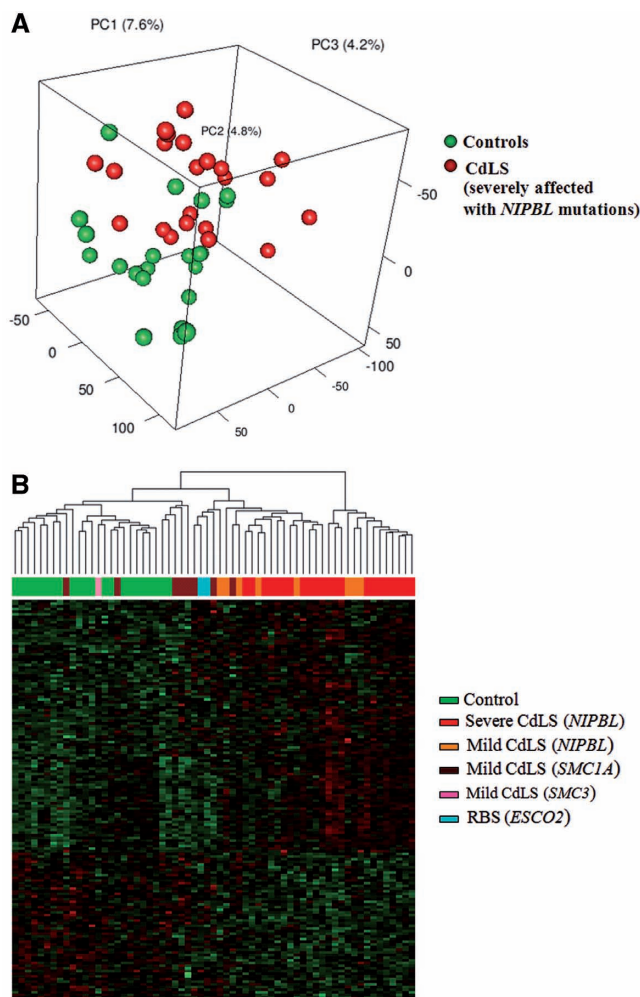 A
PC1 (7.6%)
PC3 (4.2%)
PC2 (4.8%)
Controls
CdLS
(severely affected
with NIPBL mutations)
-50
0
50
-50
0
50
100
-100
-50
0
50
B
Control
Severe CdLS (NIPBL)
Mild CdLS (NIPBL)
Mild CdLS (SMC1A)
Mild CdLS (SMC3)
RBS (ESCO2)